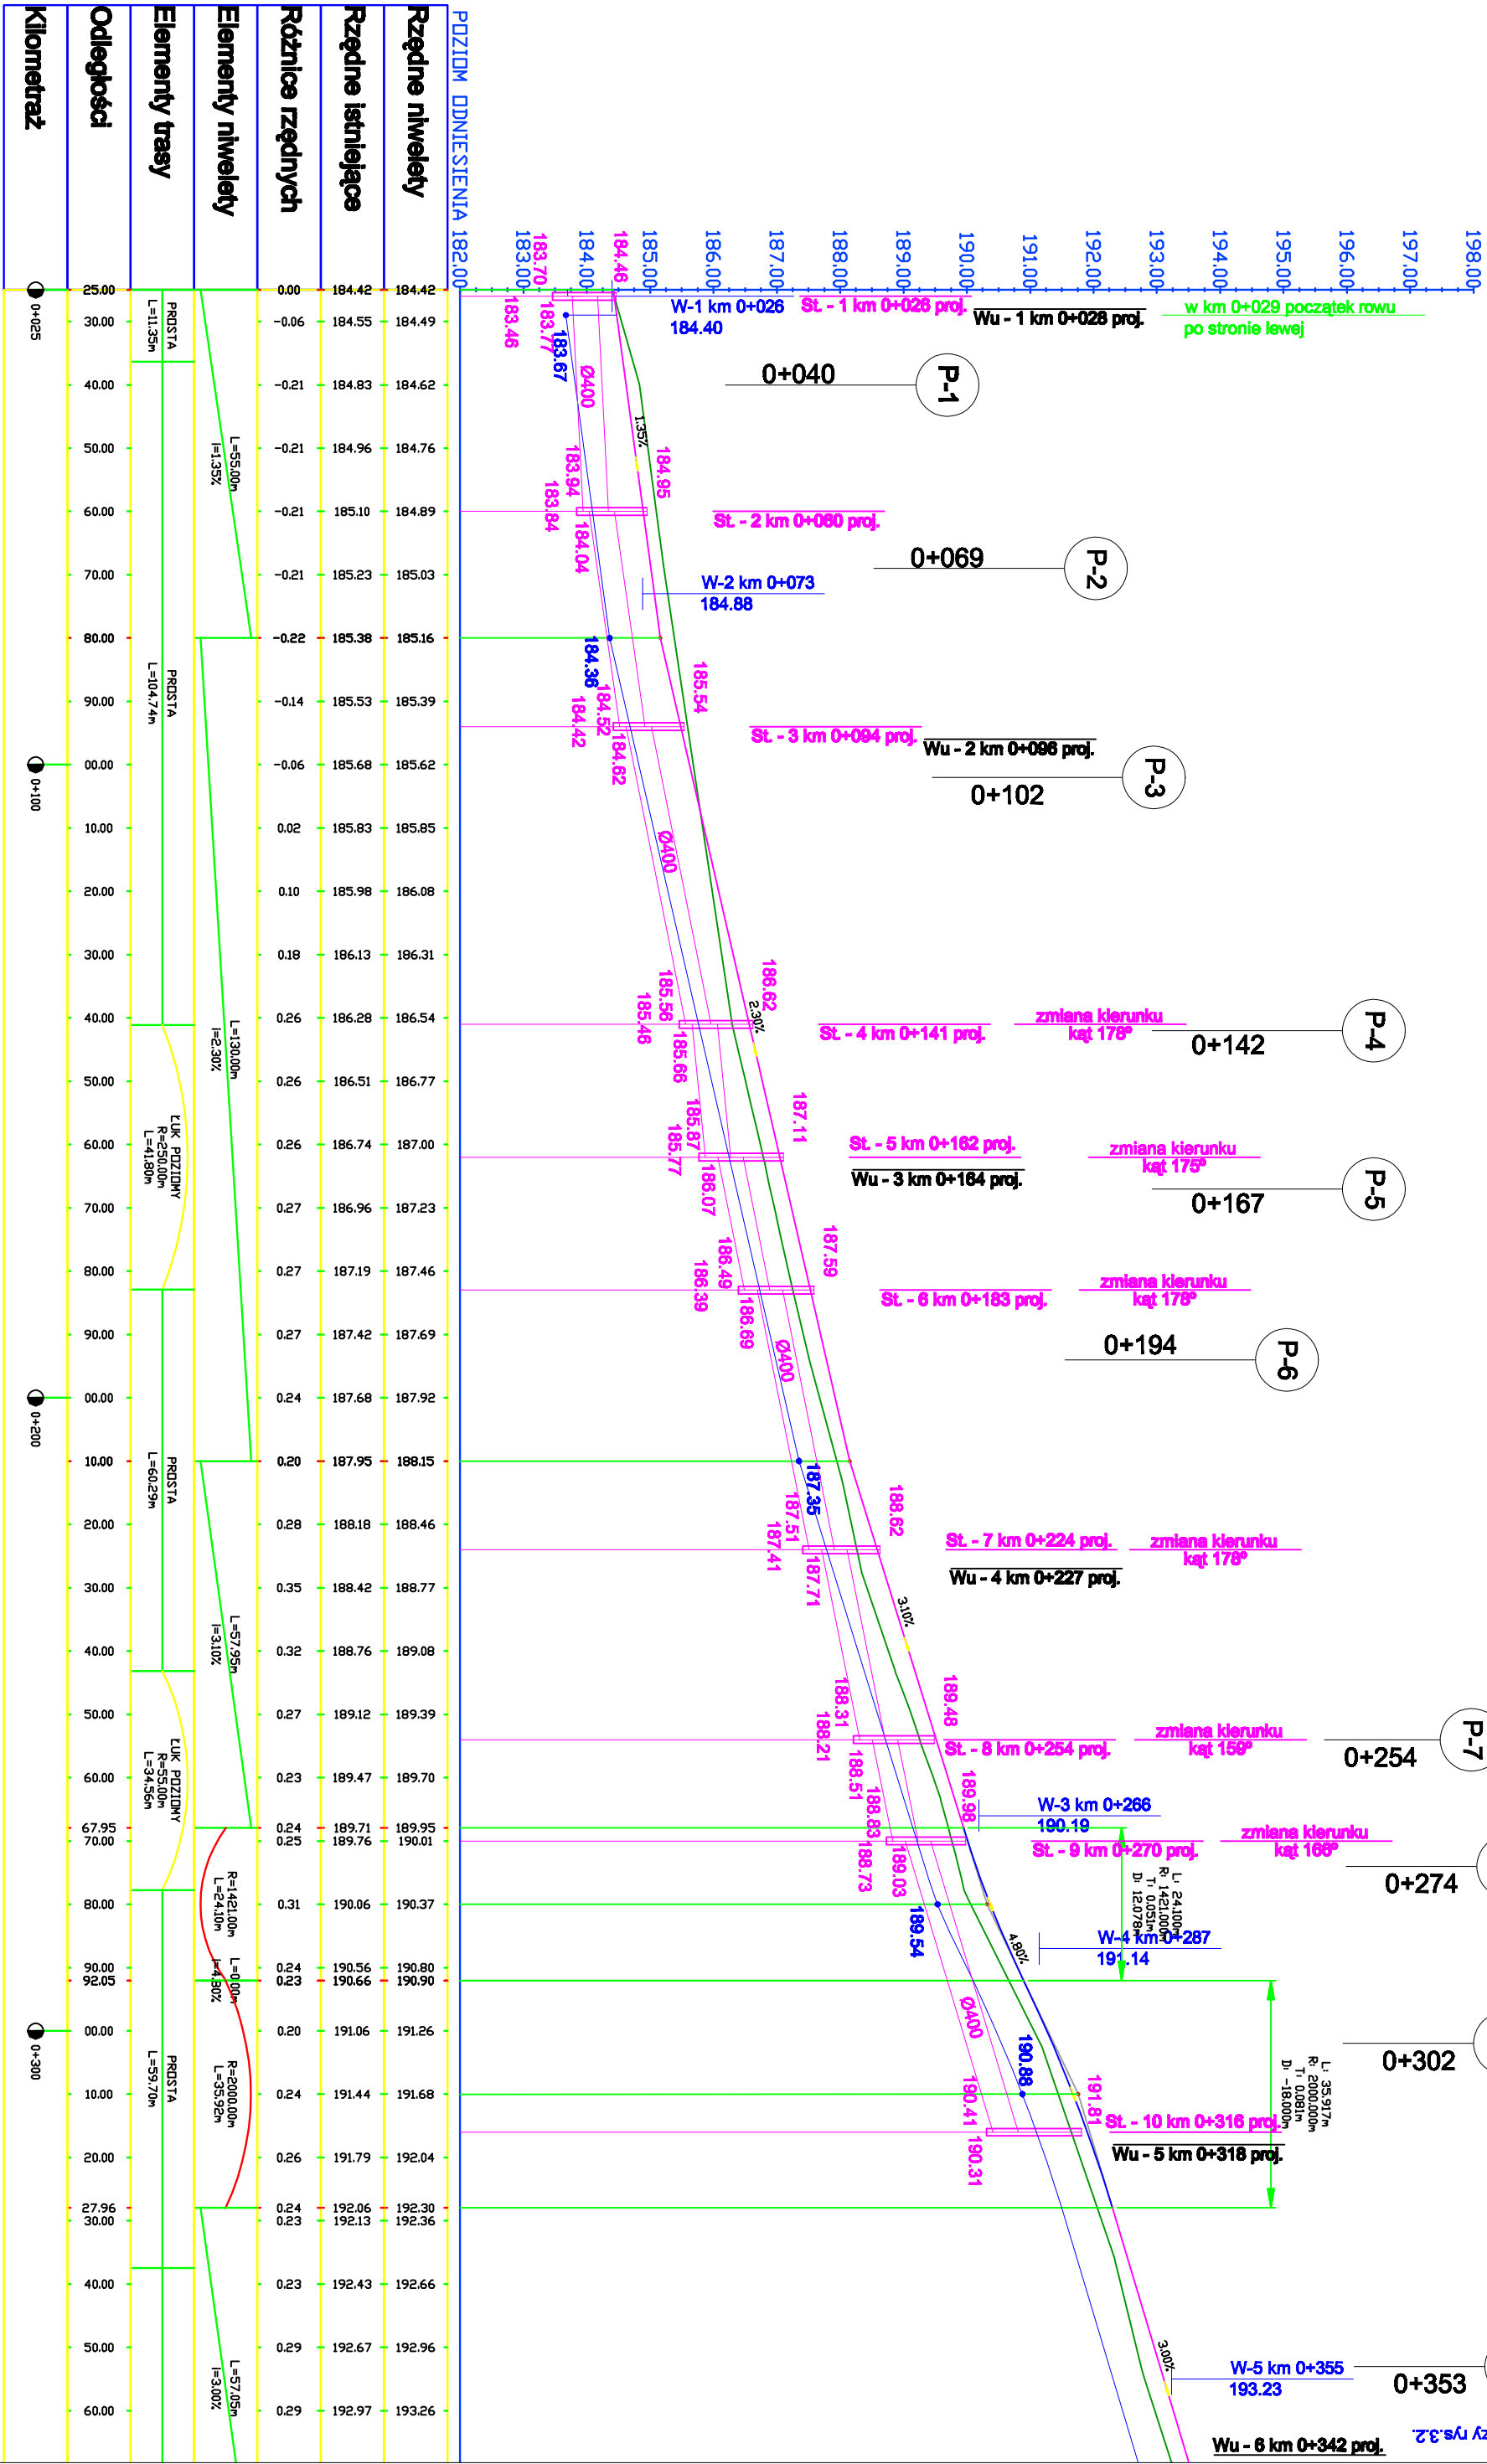 Rzędne niwelety
Rzędne istniejące
Różnice rzędnych
Elementy niwelety
Elementy trasy
Odległości
Kilometraż
POZIOM ODNIESIENIA 182.00
183.00
184.00
185.00
186.00
187.00
188.00
189.00
190.00
191.00
192.00
193.00
194.00
195.00
196.00
197.00
198.00
w km 0+029 początek rowu
po stronie lewej
W-1 km 0+026
184.40
St. - 1 km 0+026 proj.
Wu - 1 km 0+028 proj.
P-1
0+040
St. - 2 km 0+060 proj.
P-2
0+069
W-2 km 0+073
184.88
St. - 3 km 0+094 proj.
Wu - 2 km 0+096 proj.
P-3
0+102
St. - 4 km 0+141 proj.
zmiana kierunku
kąt 178º
P-4
0+142
St. - 5 km 0+162 proj.
Wu - 3 km 0+164 proj.
zmiana kierunku
kąt 175º
P-5
0+167
St. - 6 km 0+183 proj.
zmiana kierunku
kąt 178º
P-6
0+194
St. - 7 km 0+224 proj.
Wu - 4 km 0+227 proj.
zmiana kierunku
kąt 178º
St. - 8 km 0+254 proj.
zmiana kierunku
kąt 159º
P-7
0+254
W-3 km 0+266
190.19
St. - 9 km 0+270 proj.
zmiana kierunku
kąt 166º
0+274
L: 24.100m
R: 1421.000m
T: 0.051m
D: 12.078m
W-4 km 0+287
191.14
0+302
L: 35.917m
R: 2000.000m
T: 0.081m
D: -18.000m
St. - 10 km 0+316 proj.
Wu - 5 km 0+318 proj.
W-5 km 0+355
193.23
0+353
Wu - 6 km 0+342 proj.
rys.3.2.
184.46
183.70
183.46
183.77
183.67
Ø400
1.35%
184.95
183.94
183.84
184.04
184.36
185.54
184.52
184.42
184.62
Ø400
186.62
2.30%
185.56
185.46
185.66
187.11
185.87
185.77
186.07
187.59
186.49
186.39
186.69
Ø400
187.35
188.62
187.51
187.41
187.71
3.10%
189.48
188.31
188.21
188.51
189.98
188.83
188.73
189.03
189.54
4.80%
Ø400
190.88
191.81
190.41
190.31
3.00%
184.42 184.49 184.62 184.76 184.89 185.03 185.16 185.39 185.62 185.85 186.08 186.31 186.54 186.77 187.00 187.23 187.46 187.69 187.92 188.15 188.46 188.77 189.08 189.39 189.70 189.95 190.01 190.37 190.80 190.90 191.26 191.68 192.04 192.30 192.36 192.66 192.96 193.26
184.42 184.55 184.83 184.96 185.10 185.23 185.38 185.53 185.68 185.83 185.98 186.13 186.28 186.51 186.74 186.96 187.19 187.42 187.68 187.95 188.18 188.42 188.76 189.12 189.47 189.71 189.76 190.06 190.56 190.66 191.06 191.44 191.79 192.06 192.13 192.43 192.67 192.97
0.00 -0.06 -0.21 -0.21 -0.21 -0.21 -0.22 -0.14 -0.06 0.02 0.10 0.18 0.26 0.26 0.26 0.27 0.27 0.27 0.24 0.20 0.28 0.35 0.32 0.27 0.23 0.24 0.25 0.31 0.24 0.23 0.20 0.24 0.26 0.24 0.23 0.23 0.29 0.29
L=55.00m
i=1.35%
L=130.00m
i=2.30%
L=57.95m
i=3.10%
R=1421.00m
L=24.10m
L=0.00m
i=4.80%
R=2000.00m
L=35.92m
L=57.05m
i=3.00%
PROSTA
L=11.35m
PROSTA
L=104.74m
ŁUK POZIOMY
R=250.00m
L=41.80m
PROSTA
L=60.29m
ŁUK POZIOMY
R=55.00m
L=34.56m
PROSTA
L=59.70m
25.00 30.00 40.00 50.00 60.00 70.00 80.00 90.00 00.00 10.00 20.00 30.00 40.00 50.00 60.00 70.00 80.00 90.00 00.00 10.00 20.00 30.00 40.00 50.00 60.00 67.95 70.00 80.00 90.00 92.05 00.00 10.00 20.00 27.96 30.00 40.00 50.00 60.00
0+025 0+100 0+200 0+300